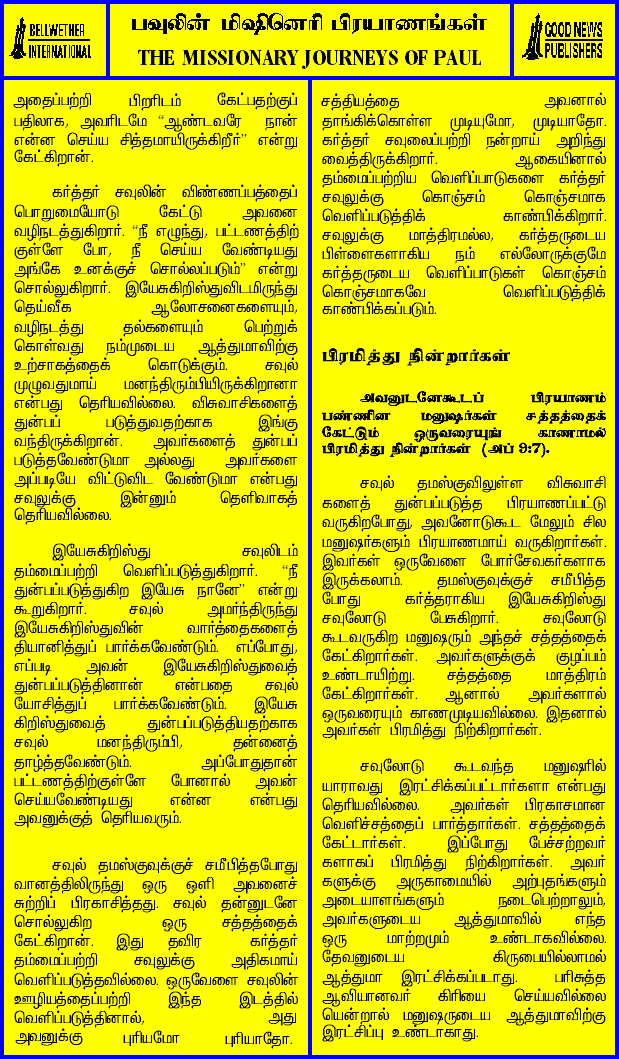 BELLWETHER
INTERNATIONAL
பவுலின் மிஷினெரி பிரயாணங்கள்
THE MISSIONARY JOURNEYS OF PAUL
GOOD NEWS
PUBLISHERS
அதைப்பற்றி பிறரிடம் கேட்பதற்குப்
பதிலாக, அவரிடமே “ஆண்டவரே நான்
என்ன செய்ய சித்தமாயிருக்கிறீர்” என்று
கேட்கிறான்.
கர்த்தர் சவுலின் விண்ணப்பத்தைப்
பொறுமையோடு கேட்டு அவனை
வழிநடத்துகிறார். “நீ எழுந்து, பட்டணத்திற்
குள்ளே போ, நீ செய்ய வேண்டியது
அங்கே உனக்குச் சொல்லப்படும்” என்று
சொல்லுகிறார். இயேசுகிறிஸ்துவிடமிருந்து
தெய்வீக ஆலோசனைகளையும்,
வழிநடத்து தல்களையும் பெற்றுக்
கொள்வது நம்முடைய ஆத்துமாவிற்கு
உற்சாகத்தைக் கொடுக்கும். சவுல்
முழுவதுமாய் மனந்திரும்பியிருக்கிறானா
என்பது தெரியவில்லை. விசுவாசிகளைத்
துன்பப் படுத்துவதற்காக இங்கு
வந்திருக்கிறான். அவர்களைத் துன்பப்
படுத்தவேண்டுமா அல்லது அவர்களை
அப்படியே விட்டுவிட வேண்டுமா என்பது
சவுலுக்கு இன்னும் தெளிவாகத்
தெரியவில்லை.
இயேசுகிறிஸ்து சவுலிடம்
தம்மைப்பற்றி வெளிப்படுத்துகிறார். “நீ
துன்பப்படுத்துகிற இயேசு நானே” என்று
கூறுகிறார். சவுல் அமர்ந்திருந்து
இயேசுகிறிஸ்துவின் வார்த்தைகளைத்
தியானித்துப் பார்க்கவேண்டும். எப்போது,
எப்படி அவன் இயேசுகிறிஸ்துவைத்
துன்பப்படுத்தினான் என்பதை சவுல்
யோசித்துப் பார்க்கவேண்டும். இயேசு
கிறிஸ்துவைத் துன்பப்படுத்தியதற்காக
சவுல் மனந்திரும்பி, தன்னைத்
தாழ்த்தவேண்டும். அப்போதுதான்
பட்டணத்திற்குள்ளே போனால் அவன்
செய்யவேண்டியது என்ன என்பது
அவனுக்குத் தெரியவரும்.
சவுல் தமஸ்குவுக்குச் சமீபித்தபோது
வானத்திலிருந்து ஒரு ஒளி அவனைச்
சுற்றிப் பிரகாசித்தது. சவுல் தன்னுடனே
சொல்லுகிற ஒரு சத்தத்தைக்
கேட்கிறான். இது தவிர கர்த்தர்
தம்மைப்பற்றி சவுலுக்கு அதிகமாய்
வெளிப்படுத்தவில்லை. ஒருவேளை சவுலின்
ஊழியத்தைப்பற்றி இந்த இடத்தில்
வெளிப்படுத்தினால், அது
அவனுக்கு புரியமோ புரியாதோ.
சத்தியத்தை அவனால்
தாங்கிக்கொள்ள முடியுமோ, முடியாதோ.
கர்த்தர் சவுலைப்பற்றி நன்றாய் அறிந்து
வைத்திருக்கிறார். ஆகையினால்
தம்மைப்பற்றிய வெளிப்பாடுகளை கர்த்தர்
சவுலுக்கு கொஞ்சம் கொஞ்சமாக
வெளிப்படுத்திக் காண்பிக்கிறார்.
சவுலுக்கு மாத்திரமல்ல, கர்த்தருடைய
பிள்ளைகளாகிய நம் எல்லோருக்குமே
கர்த்தருடைய வெளிப்பாடுகள் கொஞ்சம்
கொஞ்சமாகவே வெளிப்படுத்திக்
காண்பிக்கப்படும்.
பிரமித்து நின்றார்கள்
அவனுடனேகூடப் பிரயாணம்
பண்ணின மனுஷர்கள் சத்தத்தைக்
கேட்டும் ஒருவரையுங் காணாமல்
பிரமித்து நின்றார்கள் (அப் 9:7).
சவுல் தமஸ்குவிலுள்ள விசுவாசி
களைத் துன்பப்படுத்த பிரயாணப்பட்டு
வருகிறபோது, அவனோடுகூட மேலும் சில
மனுஷர்களும் பிரயாணமாய் வருகிறார்கள்.
இவர்கள் ஒருவேளை போர்சேவகர்களாக
இருக்கலாம். தமஸ்குவுக்குச் சமீபித்த
போது கர்த்தராகிய இயேசுகிறிஸ்து
சவுலோடு பேசுகிறார். சவுலோடு
கூடவருகிற மனுஷரும் அந்தச் சத்தத்தைக்
கேட்கிறார்கள். அவர்களுக்குக் குழப்பம்
உண்டாயிற்று. சத்தத்தை மாத்திரம்
கேட்கிறார்கள். ஆனால் அவர்களால்
ஒருவரையும் காணமுடியவில்லை. இதனால்
அவர்கள் பிரமித்து நிற்கிறார்கள்.
சவுலோடு கூடவந்த மனுஷரில்
யாராவது இரட்சிக்கப்பட்டார்களா என்பது
தெரியவில்லை. அவர்கள் பிரகாசமான
வெளிச்சத்தைப் பார்த்தார்கள். சத்தத்தைக்
கேட்டார்கள். இப்போது பேச்சற்றவர்
களாகப் பிரமித்து நிற்கிறார்கள். அவர்
களுக்கு அருகாமையில் அற்புதங்களும்
அடையாளங்களும் நடைபெற்றாலும்,
அவர்களுடைய ஆத்துமாவில் எந்த
ஒரு மாற்றமும் உண்டாகவில்லை.
தேவனுடைய கிருபையில்லாமல்
ஆத்துமா இரட்சிக்கப்படாது. பரிசுத்த
ஆவியானவர் கிரியை செய்யவில்லை
யென்றால் மனுஷருடைய ஆத்துமாவிற்கு
இரட்சிப்பு உண்டாகாது.